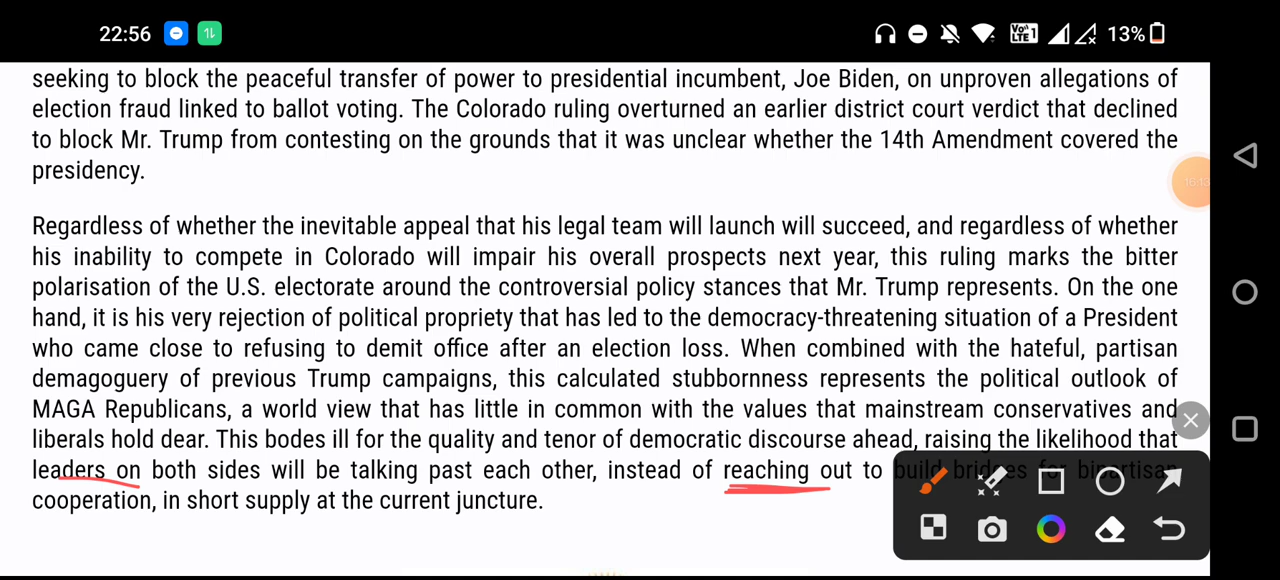 22:56
VoLTE 1
13%
seeking to block the peaceful transfer of power to presidential incumbent, Joe Biden, on unproven allegations of
election fraud linked to ballot voting. The Colorado ruling overturned an earlier district court verdict that declined
to block Mr. Trump from contesting on the grounds that it was unclear whether the 14th Amendment covered the
presidency.
16:13
Regardless of whether the inevitable appeal that his legal team will launch will succeed, and regardless of whether
his inability to compete in Colorado will impair his overall prospects next year, this ruling marks the bitter
polarisation of the U.S. electorate around the controversial policy stances that Mr. Trump represents. On the one
hand, it is his very rejection of political propriety that has led to the democracy-threatening situation of a President
who came close to refusing to demit office after an election loss. When combined with the hateful, partisan
demagoguery of previous Trump campaigns, this calculated stubbornness represents the political outlook of
MAGA Republicans, a world view that has little in common with the values that mainstream conservatives and
liberals hold dear. This bodes ill for the quality and tenor of democratic discourse ahead, raising the likelihood that
leaders on both sides will be talking past each other, instead of reaching out to build bridges for bipartisan
cooperation, in short supply at the current juncture.